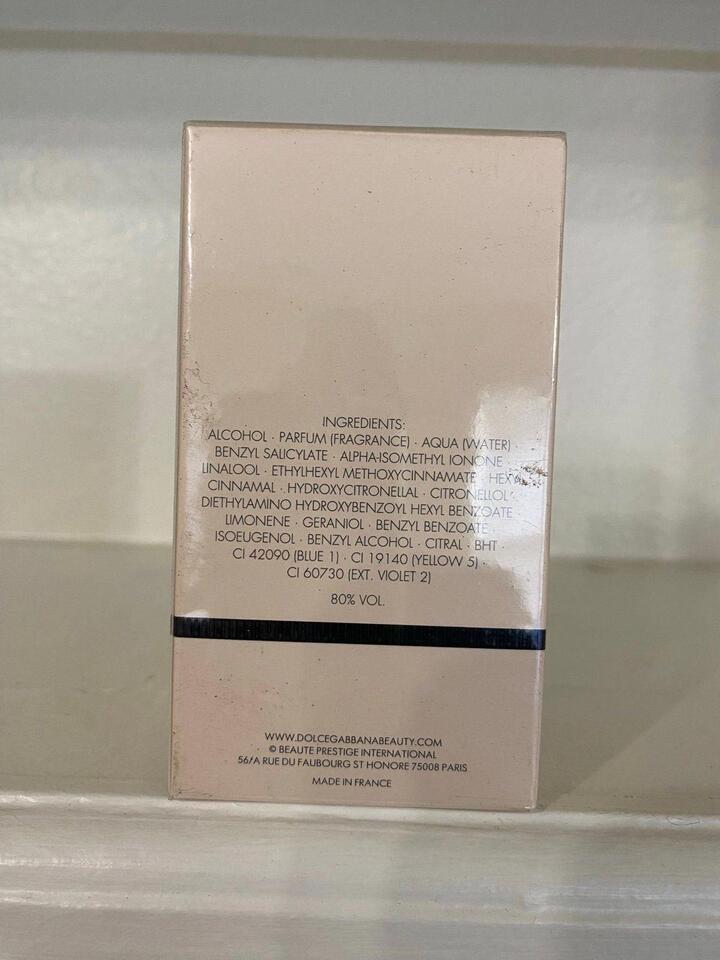 INGREDIENTS:
ALCOHOL · PARFUM (FRAGRANCE) · AQUA (WATER) ·
BENZYL SALICYLATE · ALPHA-ISOMETHYL IONONE
LINALOOL · ETHYLHEXYL METHOXYCINNAMATE · HEXYL
CINNAMAL · HYDROXYCITRONELLAL · CITRONELLOL ·
DIETHYLAMINO HYDROXYBENZOYL HEXYL BENZOATE ·
LIMONENE · GERANIOL · BENZYL BENZOATE
ISOEUGENOL · BENZYL ALCOHOL · CITRAL · BHT ·
CI 42090 (BLUE 1) · CI 19140 (YELLOW 5) ·
CI 60730 (EXT. VIOLET 2)
80% VOL.
WWW.DOLCEGABBANABEAUTY.COM
© BEAUTE PRESTIGE INTERNATIONAL
56/A RUE DU FAUBOURG ST HONORE 75008 PARIS
MADE IN FRANCE